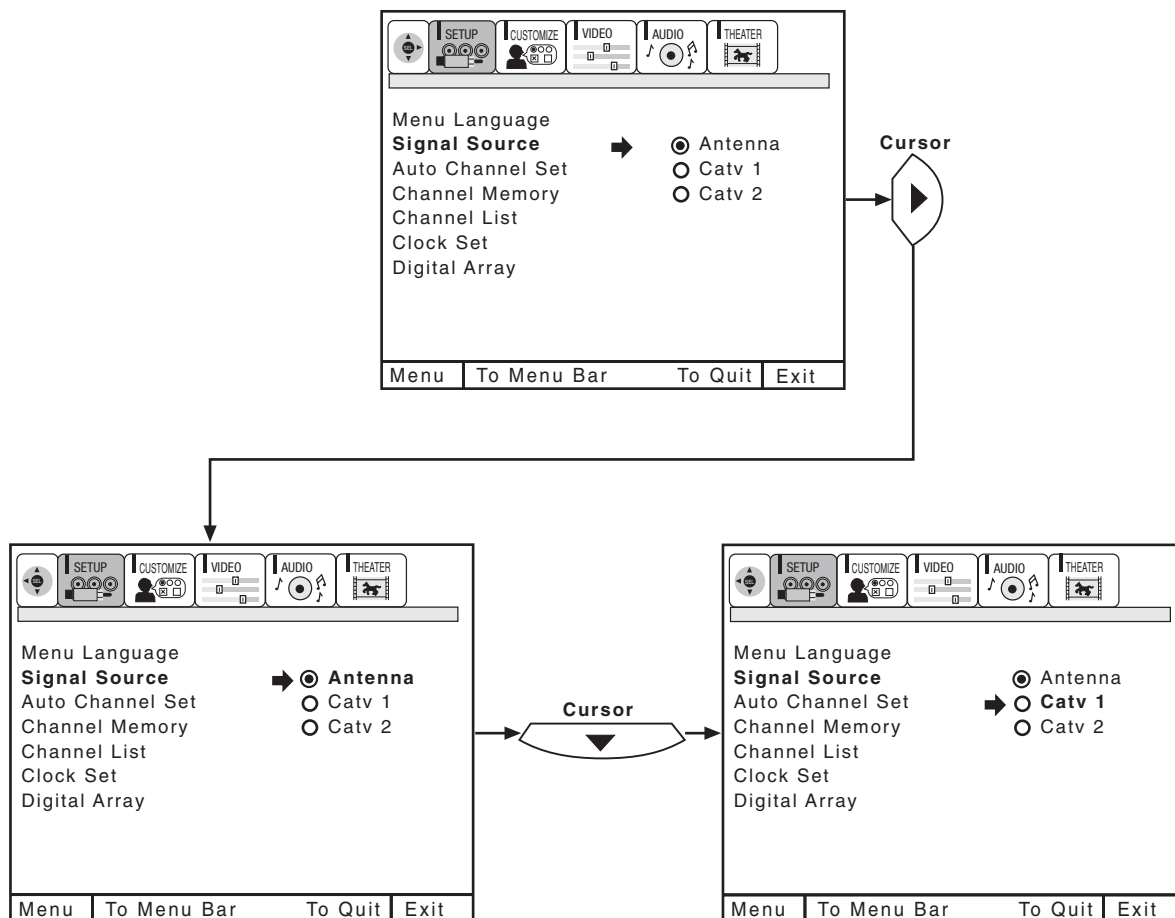 SEL SETUP CUSTOMIZE VIDEO AUDIO THEATER
Menu Language
Signal Source Antenna
Auto Channel Set Catv 1
Channel Memory Catv 2
Channel List
Clock Set
Digital Array
Menu To Menu Bar To Quit Exit
Cursor
SEL SETUP CUSTOMIZE VIDEO AUDIO THEATER
Menu Language
Signal Source Antenna
Auto Channel Set Catv 1
Channel Memory Catv 2
Channel List
Clock Set
Digital Array
Menu To Menu Bar To Quit Exit
Cursor
SEL SETUP CUSTOMIZE VIDEO AUDIO THEATER
Menu Language
Signal Source Antenna
Auto Channel Set Catv 1
Channel Memory Catv 2
Channel List
Clock Set
Digital Array
Menu To Menu Bar To Quit Exit